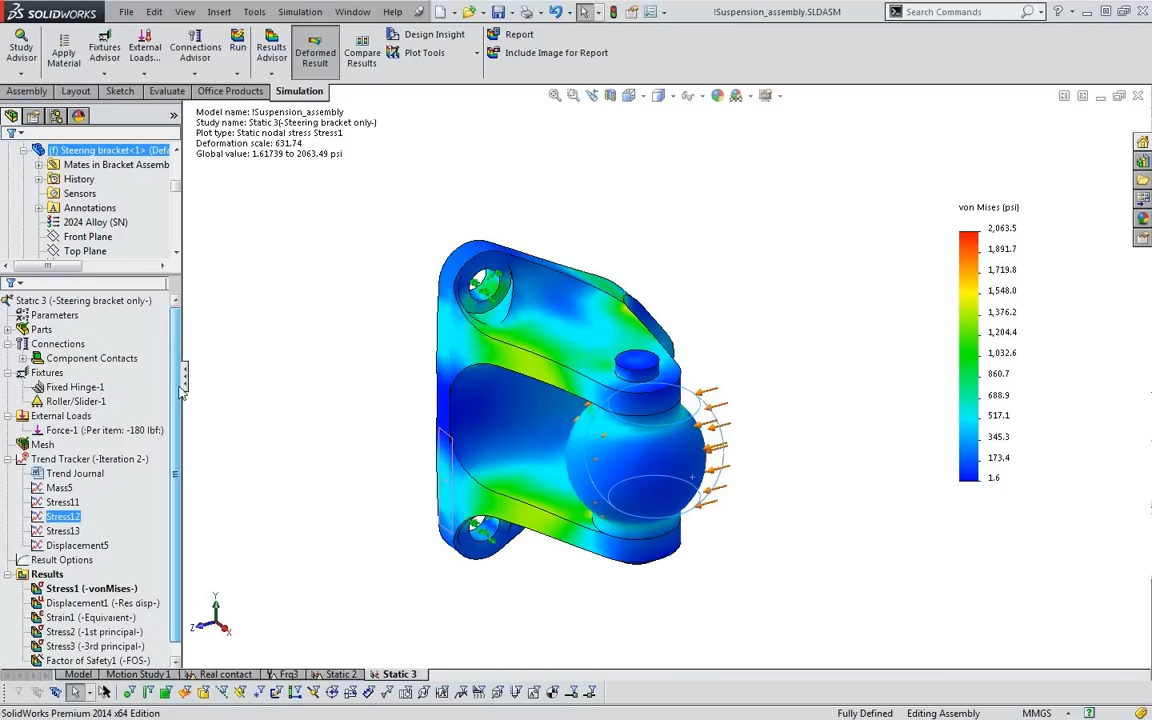 SOLIDWORKS File Edit View Insert Tools Simulation Window Help !Suspension_assembly.SLDASM Search Commands
Study Advisor
Apply Material
Fixtures Advisor
External Loads...
Connections Advisor
Run
Results Advisor
Deformed Result
Compare Results
Design Insight
Plot Tools
Report
Include Image for Report
Assembly Layout Sketch Evaluate Office Products Simulation
Model name: !Suspension_assembly
Study name: Static 3(-Steering bracket only-)
Plot type: Static nodal stress Stress1
Deformation scale: 631.74
Global value: 1.61739 to 2063.49 psi
(f) Steering bracket<1> (Defa
Mates in Bracket Assemb
History
Sensors
Annotations
2024 Alloy (SN)
Front Plane
Top Plane
Static 3 (-Steering bracket only-)
Parameters
Parts
Connections
Component Contacts
Fixtures
Fixed Hinge-1
Roller/Slider-1
External Loads
Force-1 (:Per item: -180 lbf:)
Mesh
Trend Tracker (-Iteration 2-)
Trend Journal
Mass5
Stress11
Stress12
Stress13
Displacement5
Result Options
Results
Stress1 (-vonMises-)
Displacement1 (-Res disp-)
Strain1 (-Equivalent-)
Stress2 (-1st principal-)
Stress3 (-3rd principal-)
Factor of Safety1 (-FOS-)
von Mises (psi)
2,063.5
1,891.7
1,719.8
1,548.0
1,376.2
1,204.4
1,032.6
860.7
688.9
517.1
345.3
173.4
1.6
Y
Z
X
Model Motion Study 1 Real contact Frq3 Static 2 Static 3
SolidWorks Premium 2014 x64 Edition Fully Defined Editing Assembly MMGS